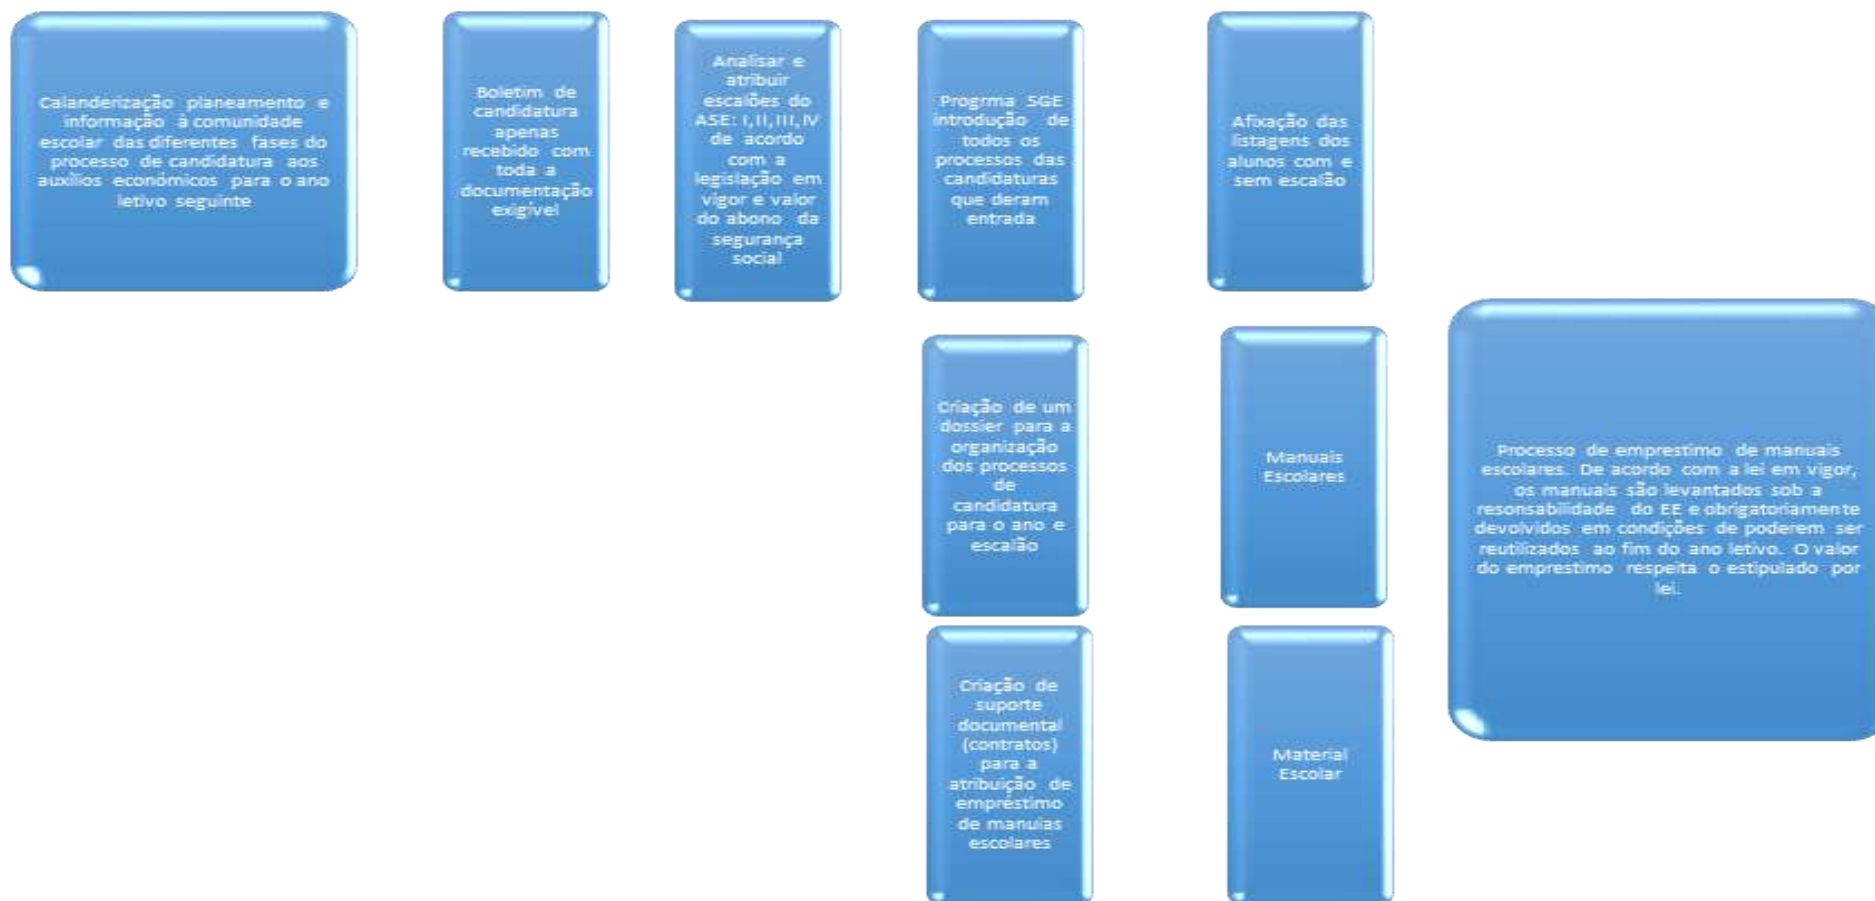 Calanderização planeamento e
informação à comunidade
escolar das diferentes fases do
processo de candidatura aos
auxílios económicos para o ano
letivo seguinte
Boletim de
candidatura
apenas
recebido com
toda a
documentação
exigível
Analisar e
atribuir
escalões do
ASE: I,II,III,IV
de acordo
com a
legislação em
vigor e valor
do abono da
segurança
social
Progrma SGE
introdução de
todos os
processos das
candidaturas
que deram
entrada
Afixação das
listagens dos
alunos com e
sem escalão
Criação de um
dossier para a
organização
dos processos
de
candidatura
para o ano e
escalão
Manuais
Escolares
Processo de emprestimo de manuais
escolares. De acordo com a lei em vigor,
os manuais são levantados sob a
resonsabilidade do EE e obrigatoriamente
devolvidos em condições de poderem ser
reutilizados ao fim do ano letivo. O valor
do emprestimo respeita o estipulado por
lei.
Criação de
suporte
documental
(contratos)
para a
atribuição de
empréstimo
de manuias
escolares
Material
Escolar